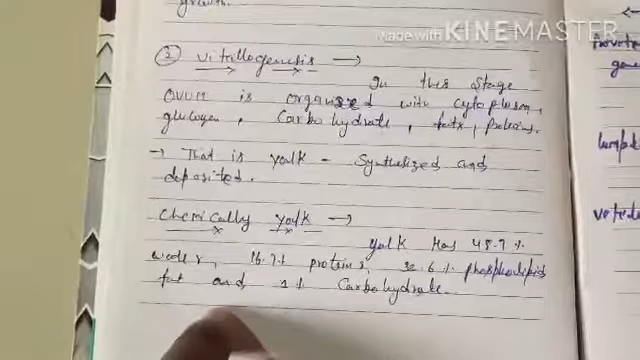 growth.
Made with KINEMASTER
② vitellogenesis →
In this stage
ovum is organized with cytoplasm,
glucogen, Carbohydrate, fats, proteins.
→ That is yolk - synthesized and
deposited.
Chemically yolk →
yolk Has 48.7%
water, 16.7% proteins, 32.6% phospholipids
fat and 1% Carbohydrate.